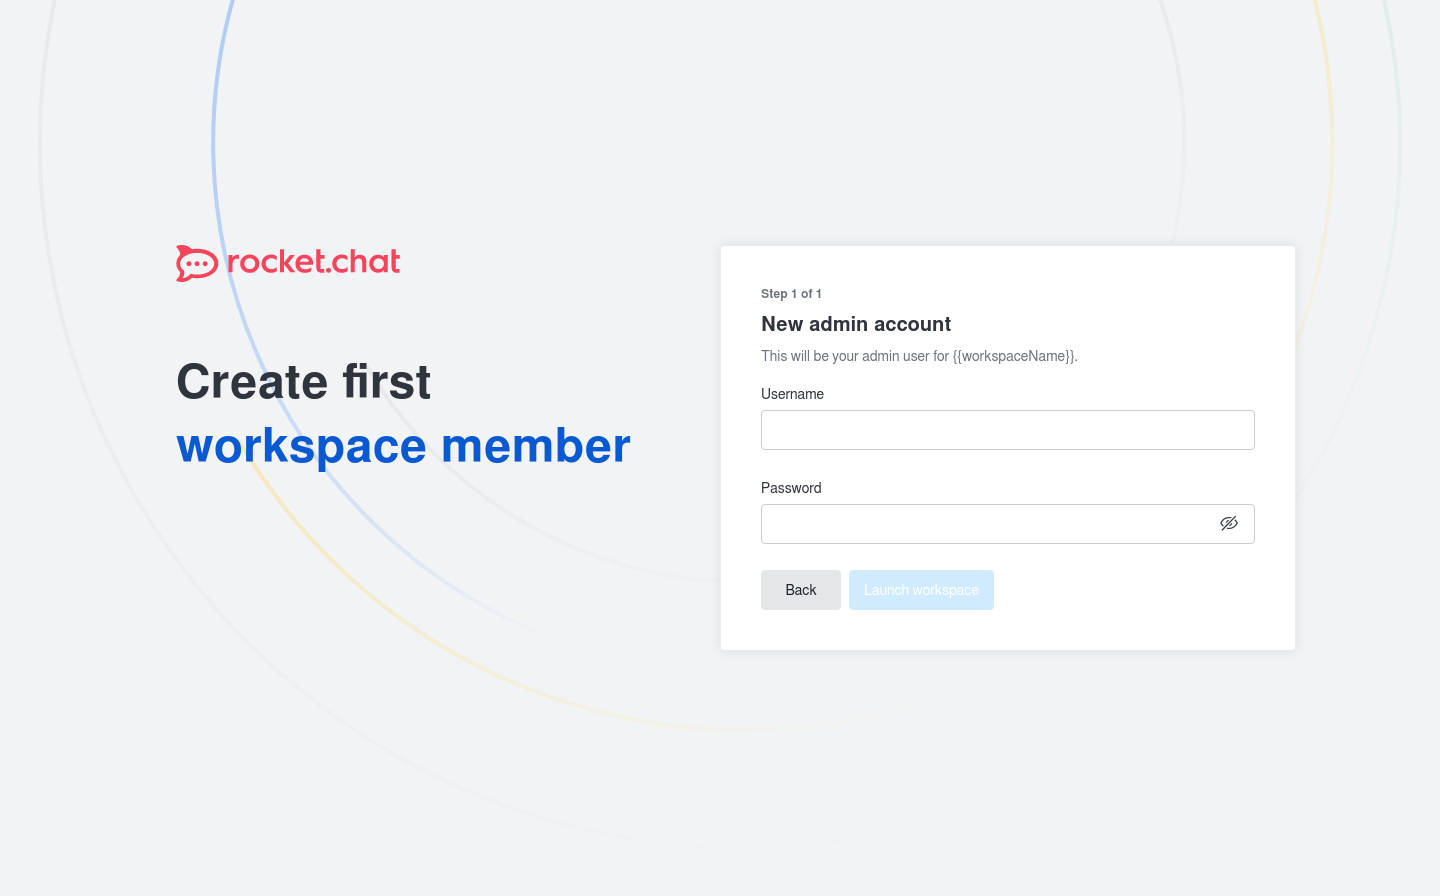 rocket.chat
Create first
workspace member
Step 1 of 1
New admin account
This will be your admin user for {{workspaceName}}.
Username
Password
Back
Launch workspace